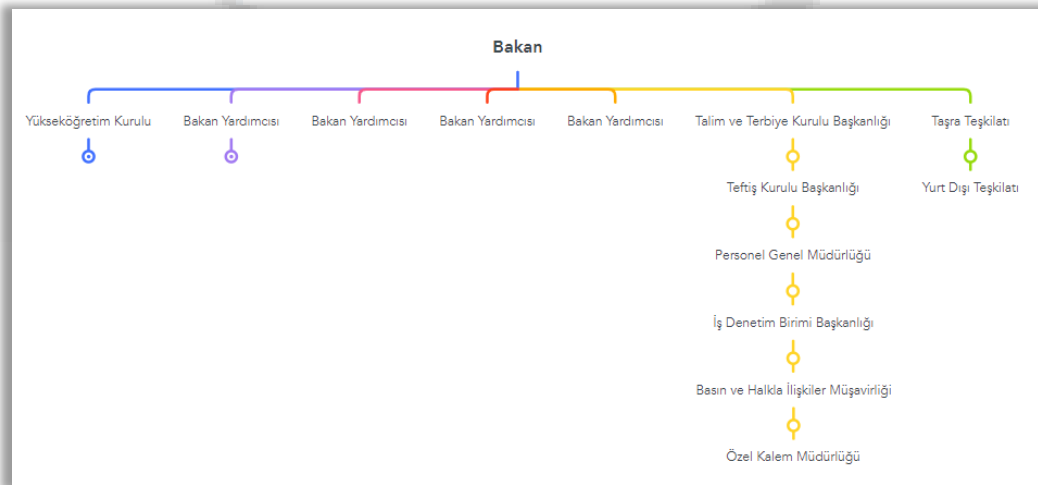 Bakan
Yükseköğretim Kurulu
Bakan Yardımcısı
Bakan Yardımcısı
Bakan Yardımcısı
Bakan Yardımcısı
Talim ve Terbiye Kurulu Başkanlığı
Taşra Teşkilatı
Teftiş Kurulu Başkanlığı
Yurt Dışı Teşkilatı
Personel Genel Müdürlüğü
İş Denetim Birimi Başkanlığı
Basın ve Halkla İlişkiler Müşavirliği
Özel Kalem Müdürlüğü